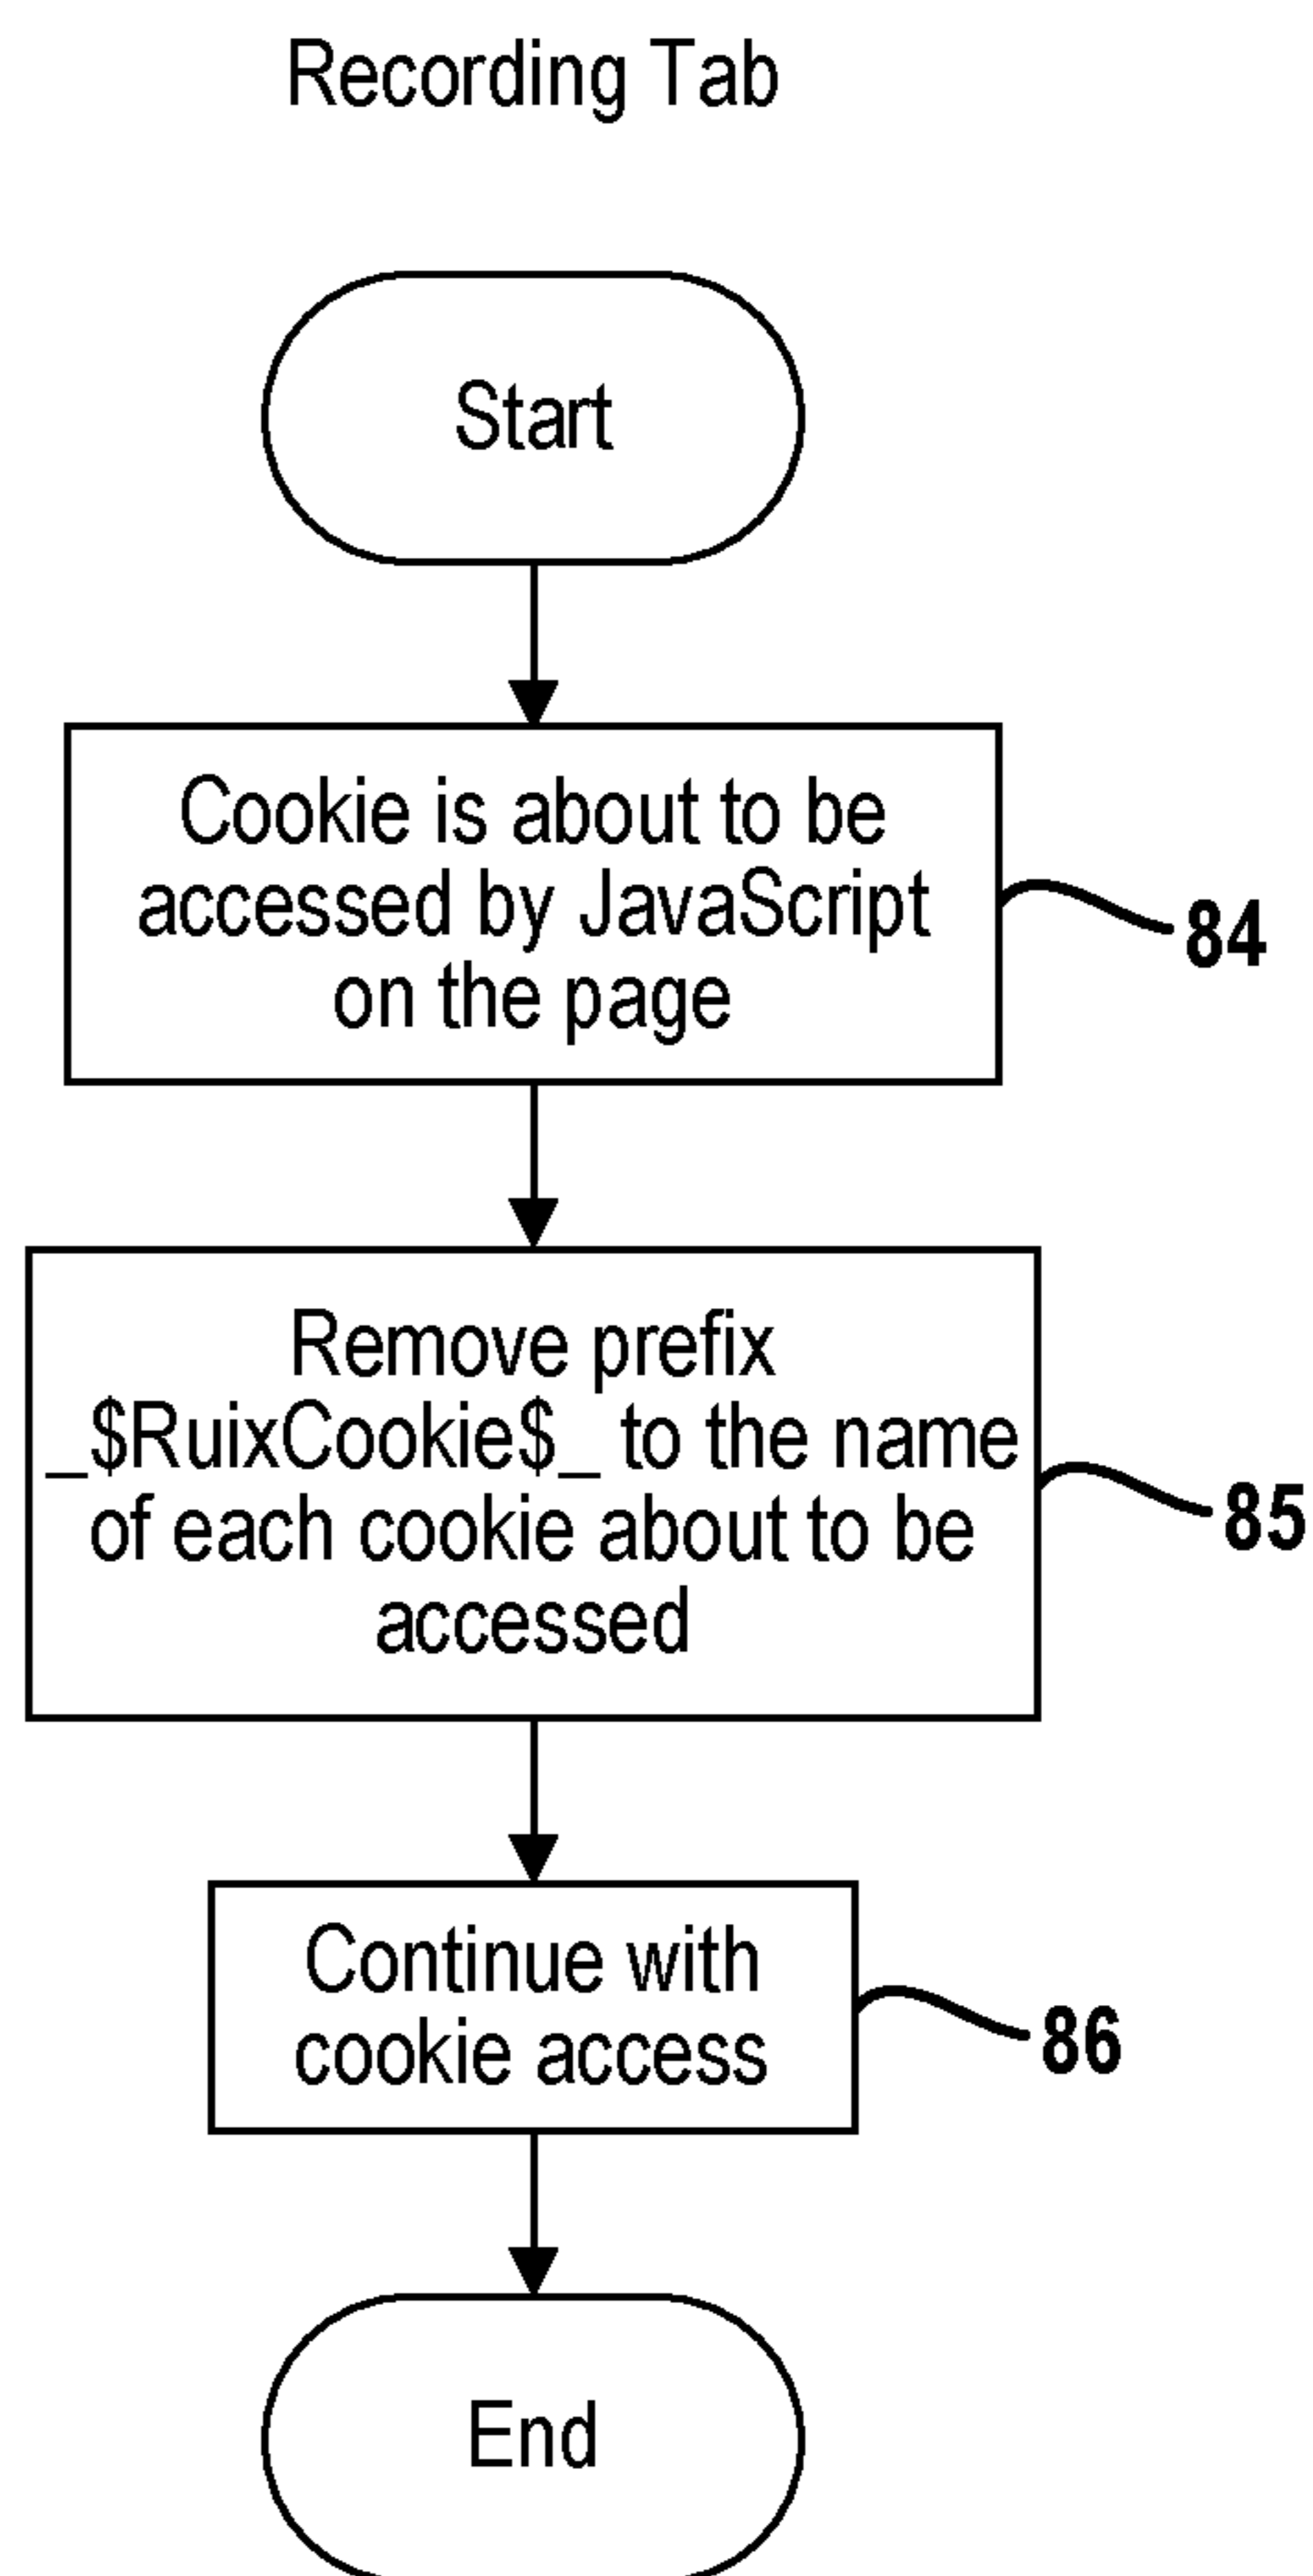 Recording Tab
Start
Cookie is about to be
accessed by JavaScript
on the page
84
Remove prefix
_$RuixCookie$_ to the name
of each cookie about to be
accessed
85
Continue with
cookie access
86
End